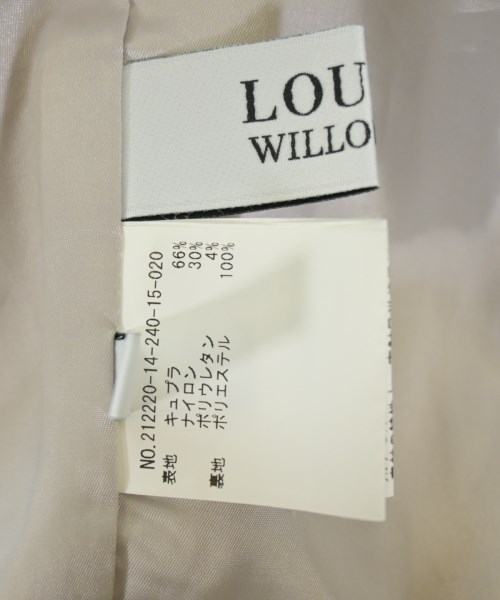 LOU
WILLO
NO.212220-14-240-15-020
表地 キュプラ 66%
ナイロン 30%
ポリウレタン 4%
裏地 ポリエステル 100%